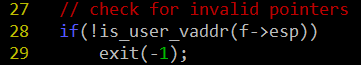 27 // check for invalid pointers
28 if(!is_user_vaddr(f->esp))
29 exit(-1);